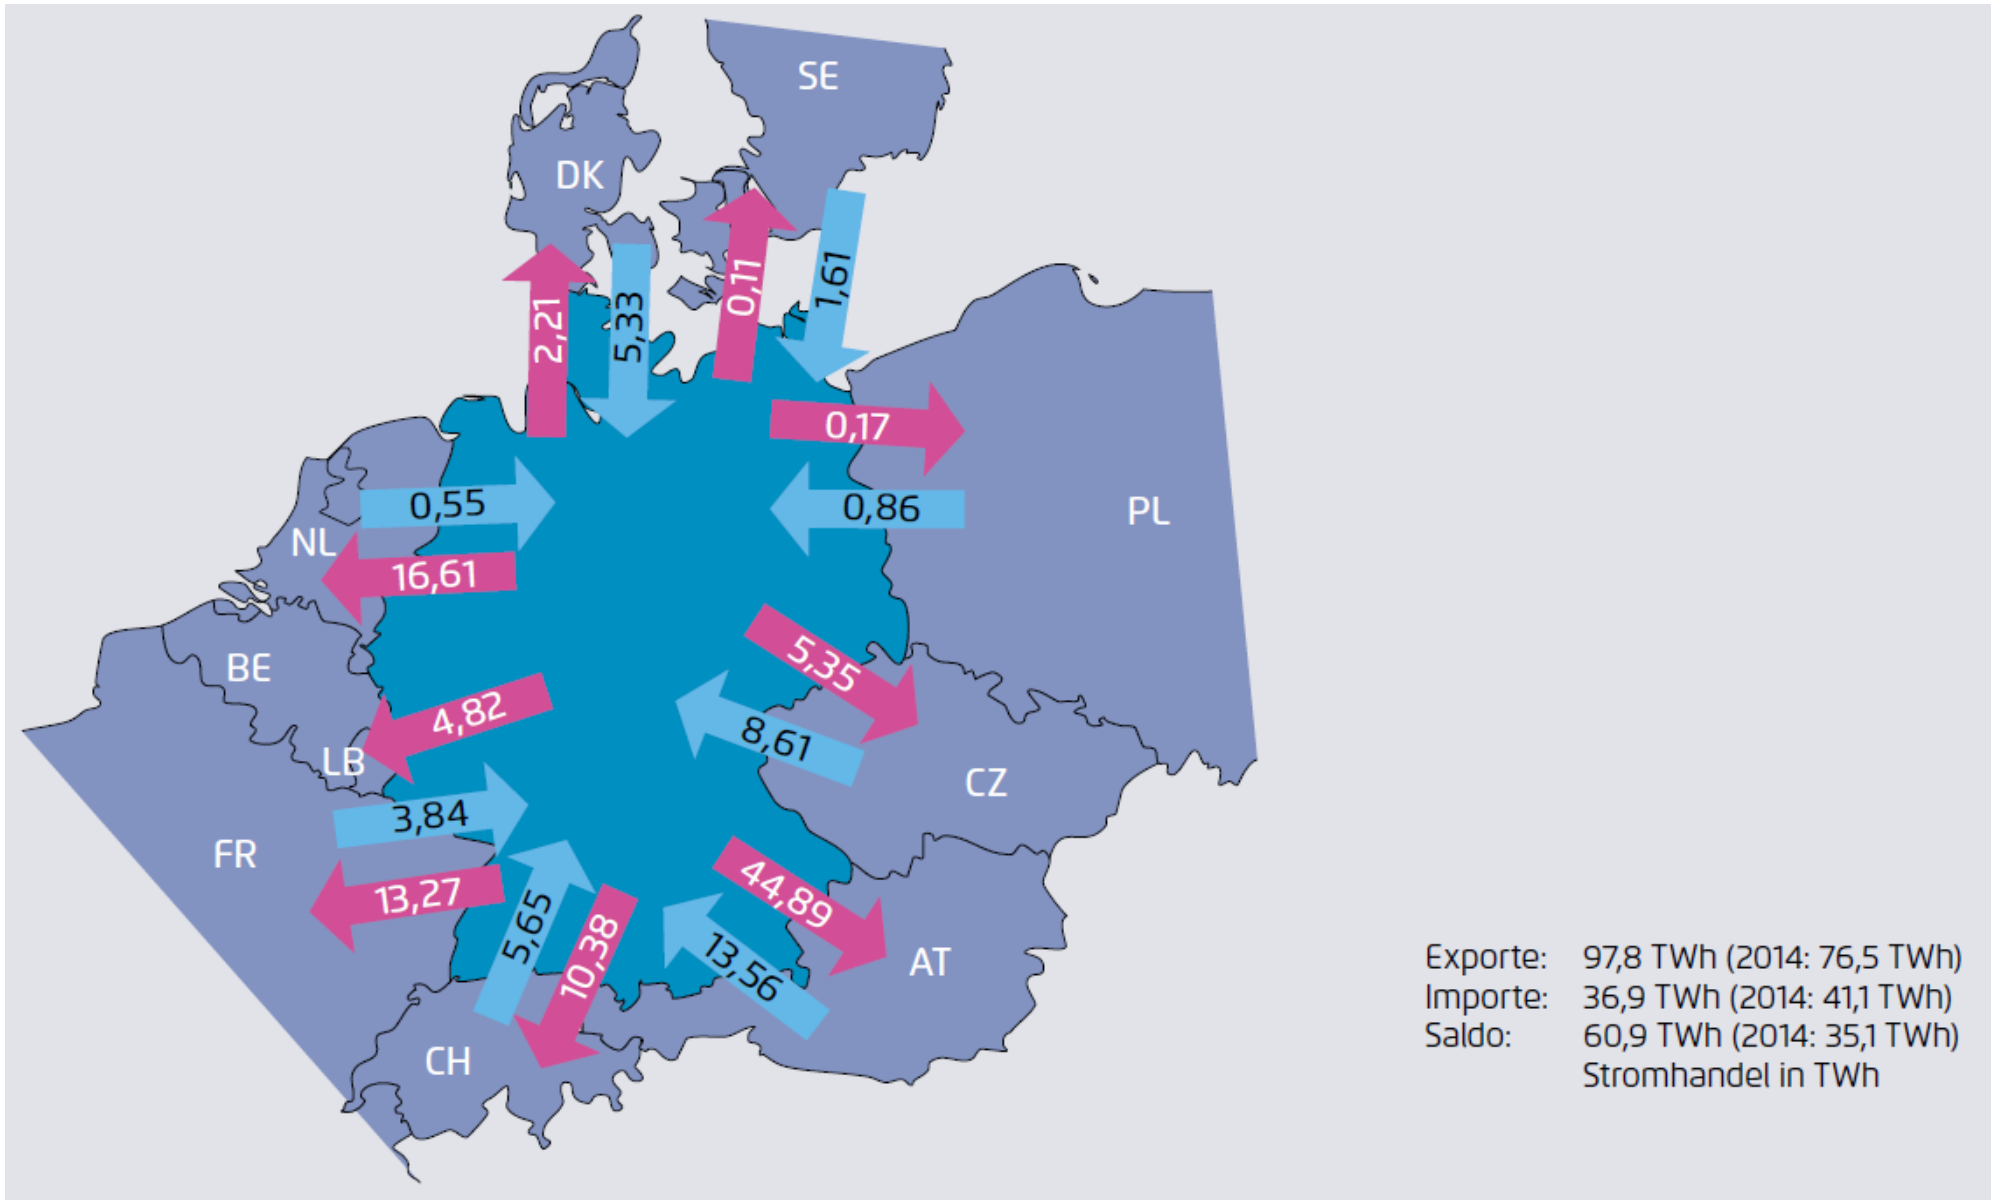 SE
DK
0,11
1,61
2,21
5,33
0,17
0,55
0,86
PL
NL
16,61
BE
5,35
4,82
8,61
LB
CZ
3,84
FR
13,27
44,89
5,65
10,38
13,56
AT
CH
Exporte: 97,8 TWh (2014: 76,5 TWh)
Importe: 36,9 TWh (2014: 41,1 TWh)
Saldo: 60,9 TWh (2014: 35,1 TWh)
Stromhandel in TWh